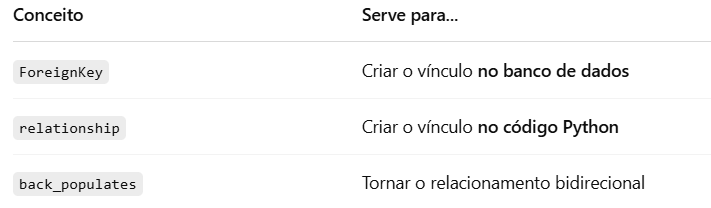 Conceito Serve para...
ForeignKey Criar o vínculo no banco de dados
relationship Criar o vínculo no código Python
back_populates Tornar o relacionamento bidirecional